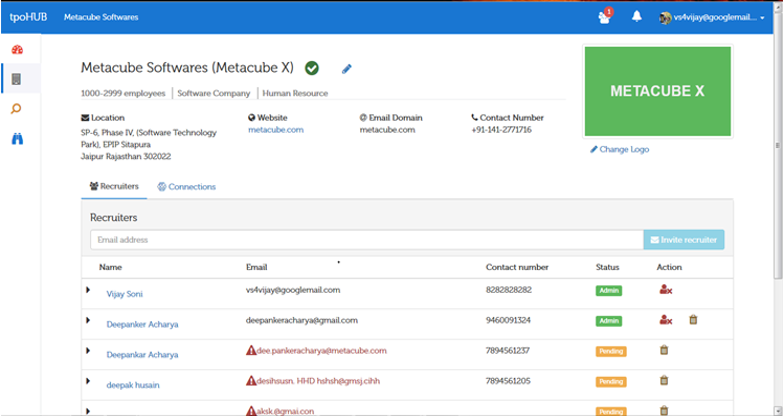 tpoHUB Metacube Softwares 1 vs4vijay@googlemail...
Metacube Softwares (Metacube X)
1000-2999 employees Software Company Human Resource
METACUBE X
Change Logo
Location Website @ Email Domain Contact Number
SP-6, Phase IV, (Software Technology metacube.com metacube.com +91-141-2771716
Park), EPIP Sitapura
Jaipur Rajasthan 302022
Recruiters Connections
Recruiters
Email address Invite recruiter
Name Email Contact number Status Action
Vijay Soni vs4vijay@googlemail.com 8282828282 Admin
Deepanker Acharya deepankeracharya@gmail.com 9460091324 Admin
Deepankar Acharya dee.pankeracharya@metacube.com 7894561237 Pending
deepak husain desihsusn. HHD hshsh@gmsj.cihh 7894561205 Pending
aksk.@gmai.con Pending